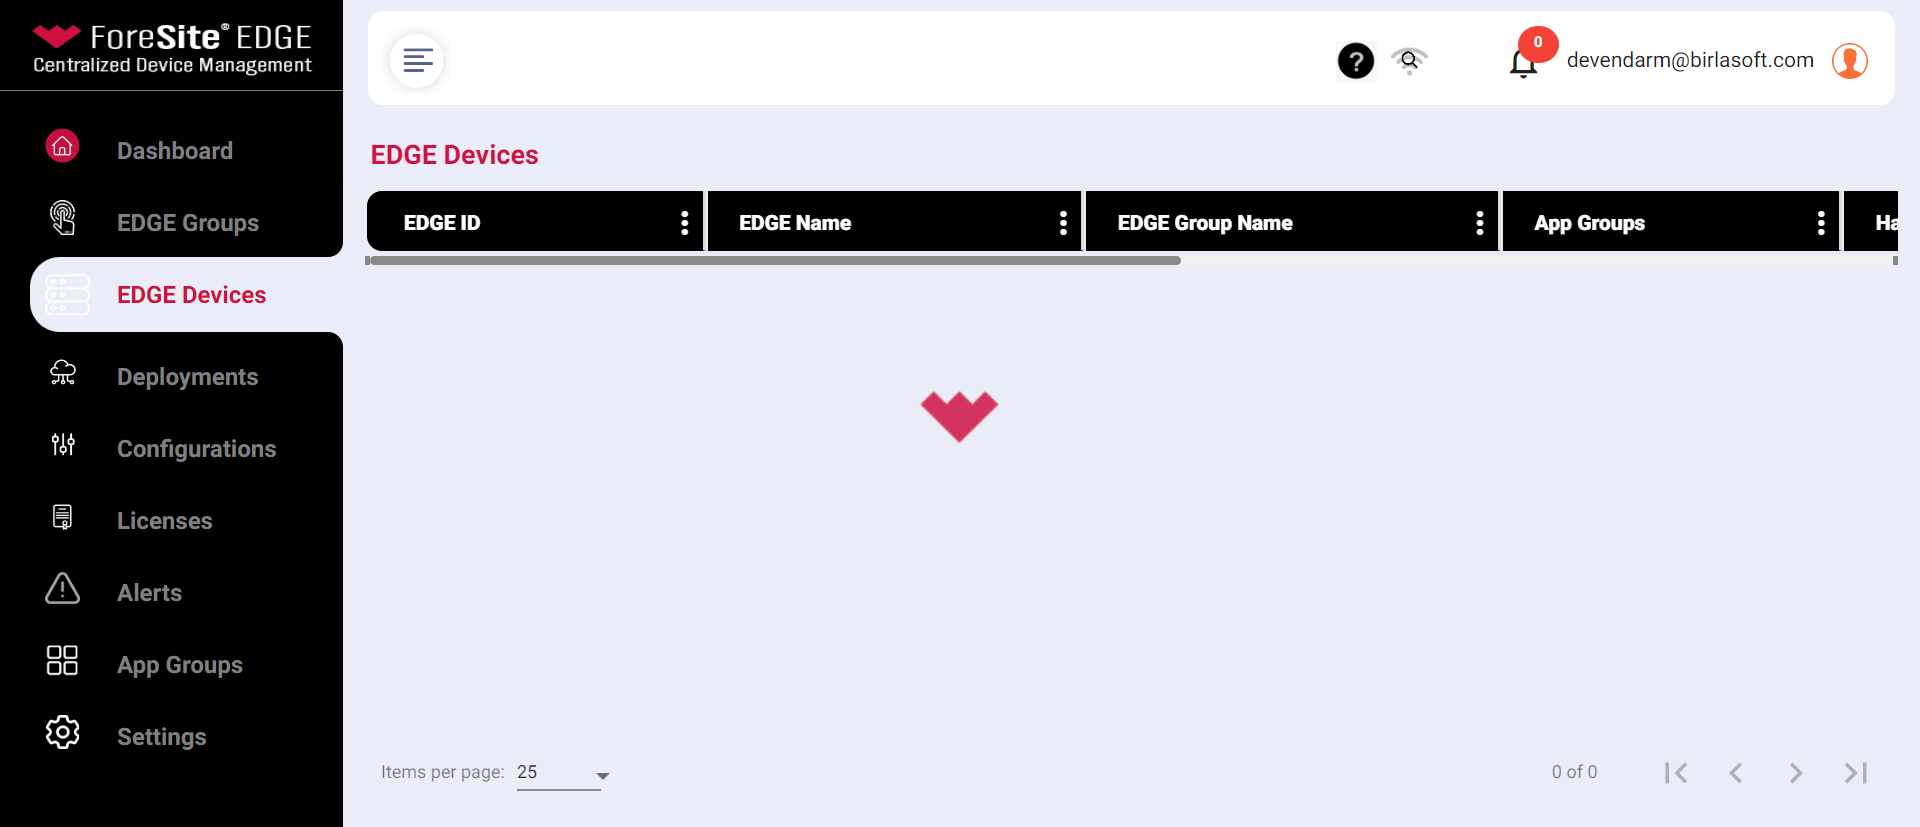 ForeSite® EDGE
Centralized Device Management
0
devendarm@birlasoft.com
Dashboard
EDGE Groups
EDGE Devices
Deployments
Configurations
Licenses
Alerts
App Groups
Settings
EDGE Devices
EDGE ID
EDGE Name
EDGE Group Name
App Groups
Ha
Items per page: 25
0 of 0